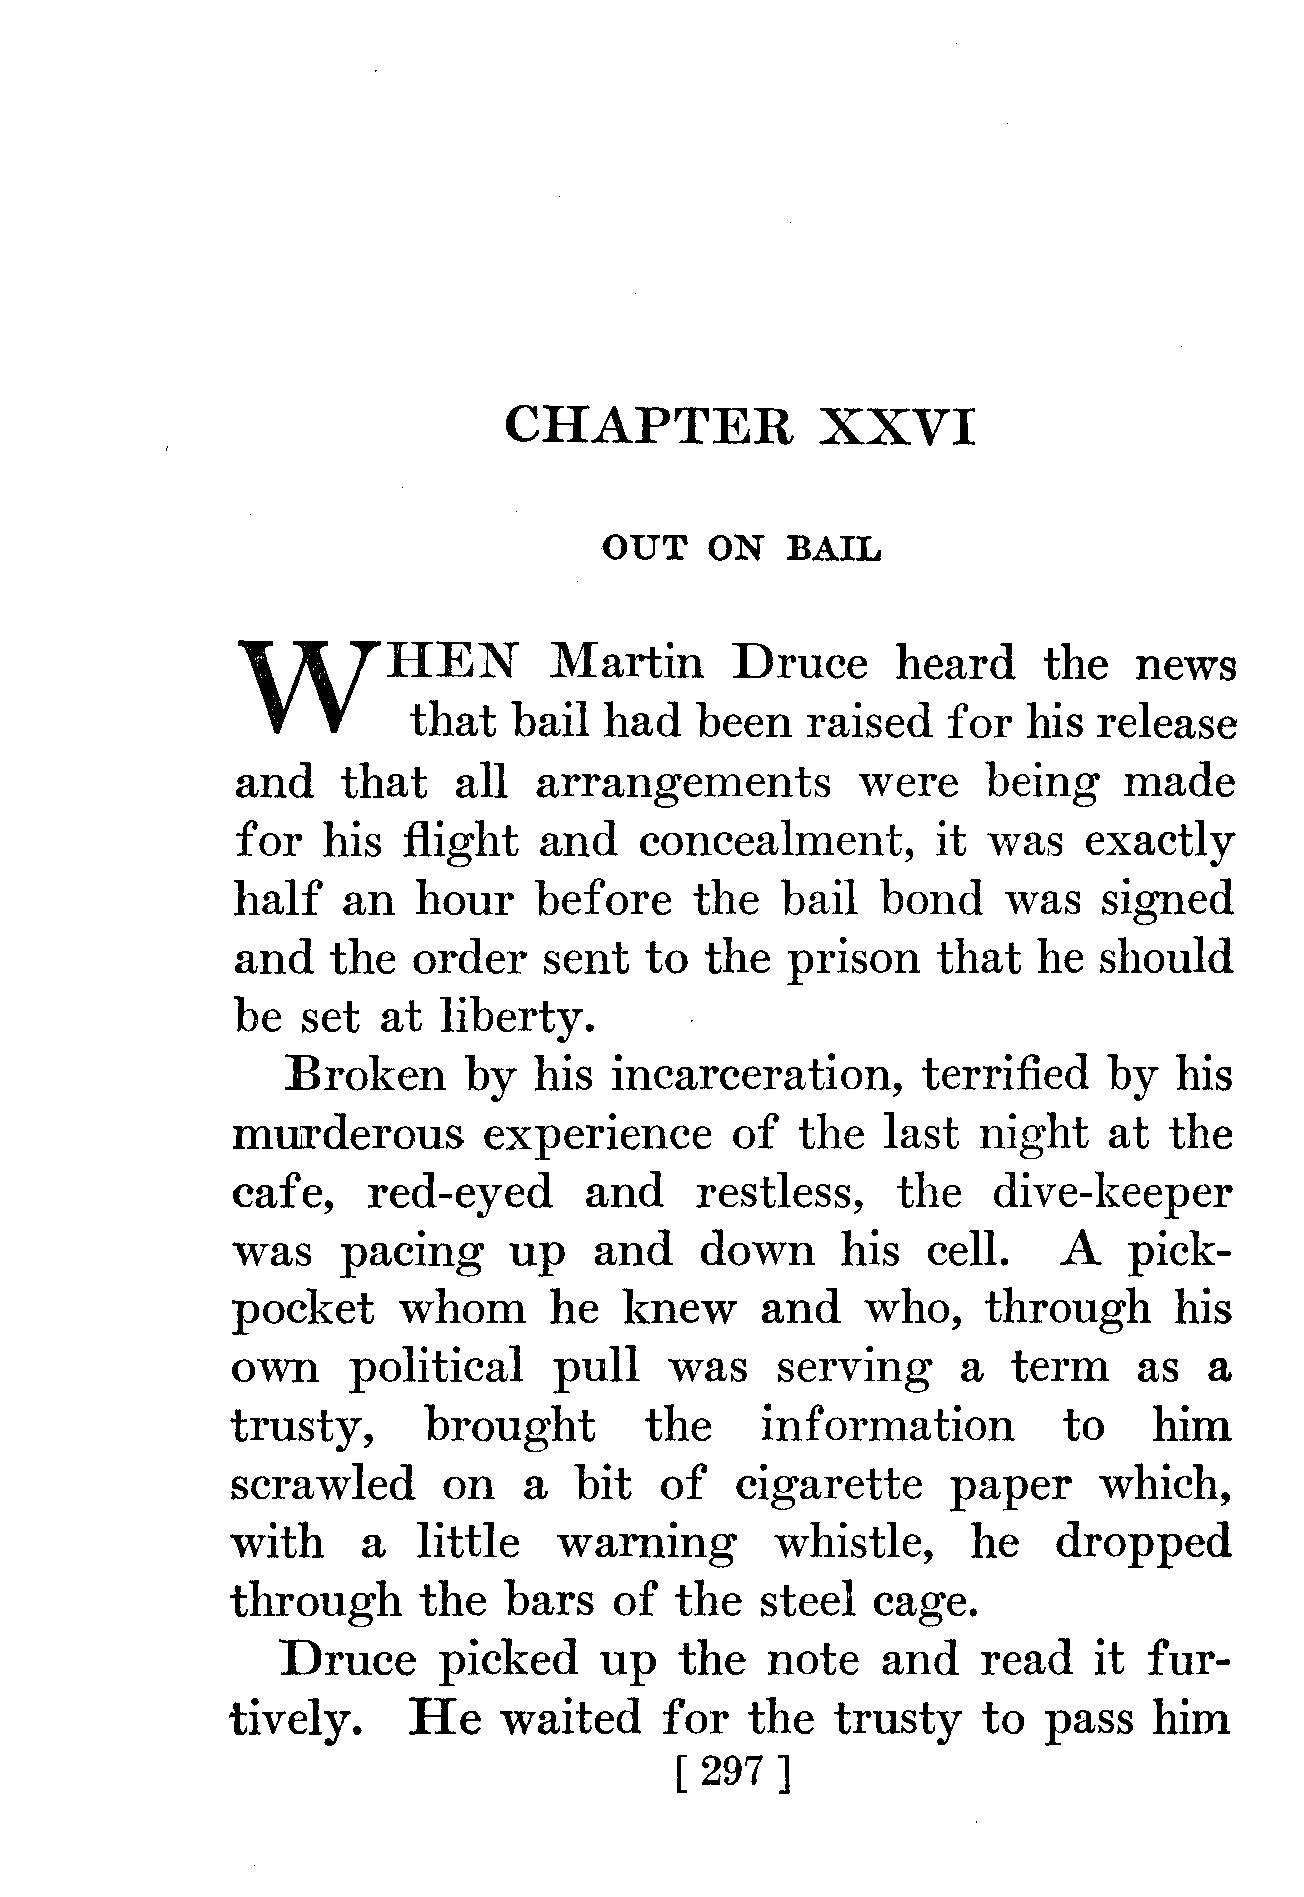 CHAPTER XXVI
OUT ON BAIL
WHEN Martin Druce heard the news
that bail had been raised for his release
and that all arrangements were being made
for his flight and concealment, it was exactly
half an hour before the bail bond was signed
and the order sent to the prison that he should
be set at liberty.
Broken by his incarceration, terrified by his
murderous experience of the last night at the
cafe, red-eyed and restless, the dive-keeper
was pacing up and down his cell. A pick-
pocket whom he knew and who, through his
own political pull was serving a term as a
trusty, brought the information to him
scrawled on a bit of cigarette paper which,
with a little warning whistle, he dropped
through the bars of the steel cage.
Druce picked up the note and read it fur-
tively. He waited for the trusty to pass him
[ 297 ]